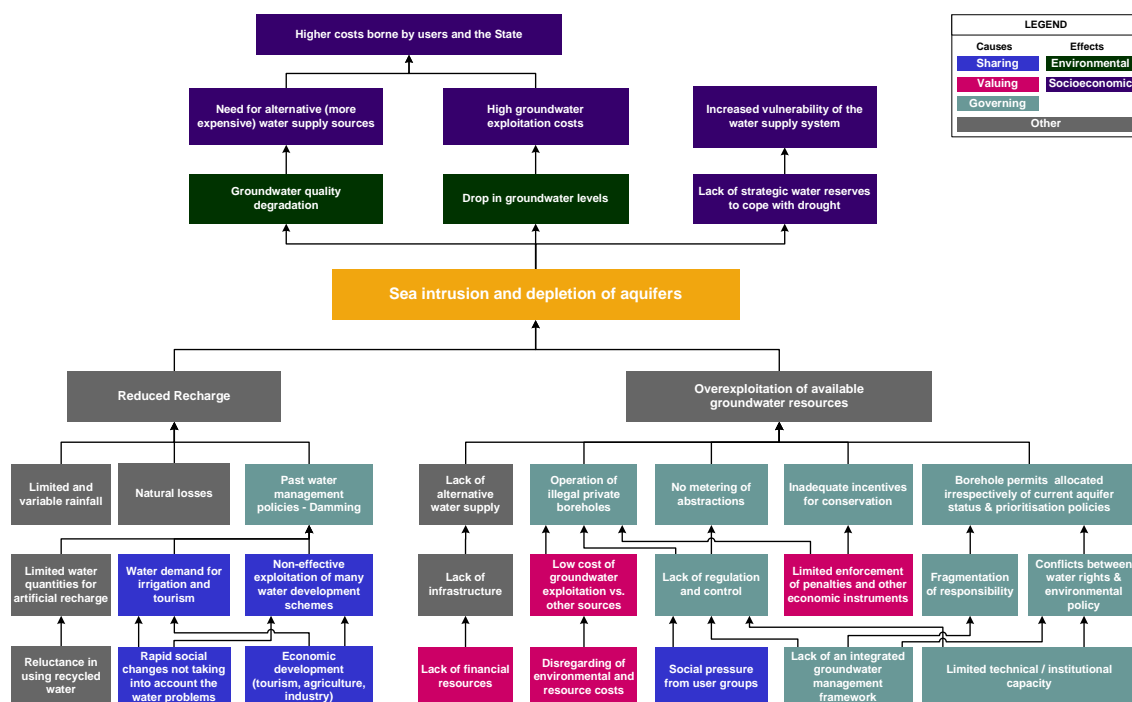 Higher costs borne by users and the State
LEGEND
Causes
Effects
Sharing
Environmental
Valuing
Socioeconomic
Governing
Other
Need for alternative (more
expensive) water supply sources
High groundwater
exploitation costs
Increased vulnerability of the
water supply system
Groundwater quality
degradation
Drop in groundwater levels
Lack of strategic water reserves
to cope with drought
Sea intrusion and depletion of aquifers
Reduced Recharge
Overexploitation of available
groundwater resources
Limited and
variable rainfall
Natural losses
Past water
management
policies - Damming
Lack of
alternative
water supply
Operation of
illegal private
boreholes
No metering of
abstractions
Inadequate incentives
for conservation
Borehole permits allocated
irrespectively of current aquifer
status & prioritisation policies
Limited water
quantities for
artificial recharge
Water demand for
irrigation and
tourism
Non-effective
exploitation of many
water development
schemes
Lack of
infrastructure
Low cost of
groundwater
exploitation vs.
other sources
Lack of regulation
and control
Limited enforcement
of penalties and other
economic instruments
Fragmentation
of responsibility
Conflicts between
water rights &
environmental
policy
Reluctance in
using recycled
water
Rapid social
changes not taking
into account the
water problems
Economic
development
(tourism, agriculture,
industry)
Lack of financial
resources
Disregarding of
environmental and
resource costs
Social pressure
from user groups
Lack of an integrated
groundwater
management
framework
Limited technical / institutional
capacity